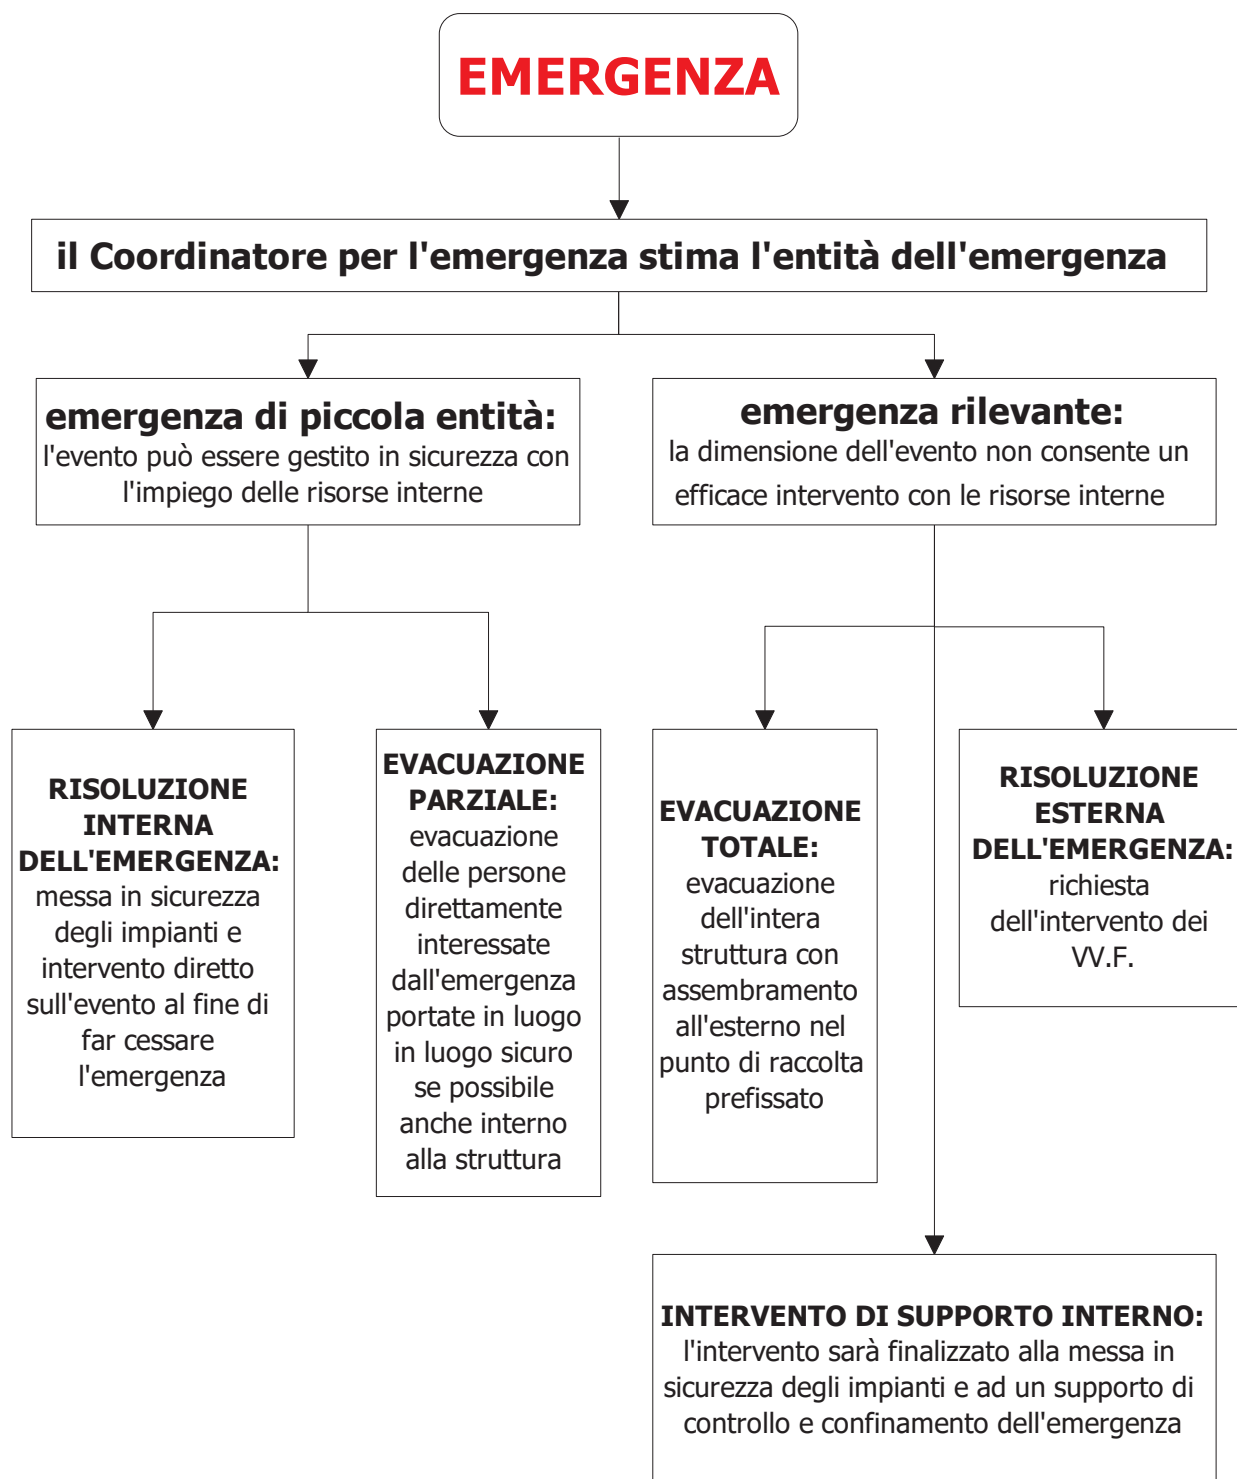 EMERGENZA
il Coordinatore per l'emergenza stima l'entità dell'emergenza
emergenza di piccola entità:
l'evento può essere gestito in sicurezza con
l'impiego delle risorse interne
emergenza rilevante:
la dimensione dell'evento non consente un
efficace intervento con le risorse interne
RISOLUZIONE
INTERNA
DELL'EMERGENZA:
messa in sicurezza
degli impianti e
intervento diretto
sull'evento al fine di
far cessare
l'emergenza
EVACUAZIONE
PARZIALE:
evacuazione
delle persone
direttamente
interessate
dall'emergenza
portate in luogo
in luogo sicuro
se possibile
anche interno
alla struttura
EVACUAZIONE
TOTALE:
evacuazione
dell'intera
struttura con
assembramento
all'esterno nel
punto di raccolta
prefissato
RISOLUZIONE
ESTERNA
DELL'EMERGENZA:
richiesta
dell'intervento dei
VV.F.
INTERVENTO DI SUPPORTO INTERNO:
l'intervento sarà finalizzato alla messa in
sicurezza degli impianti e ad un supporto di
controllo e confinamento dell'emergenza